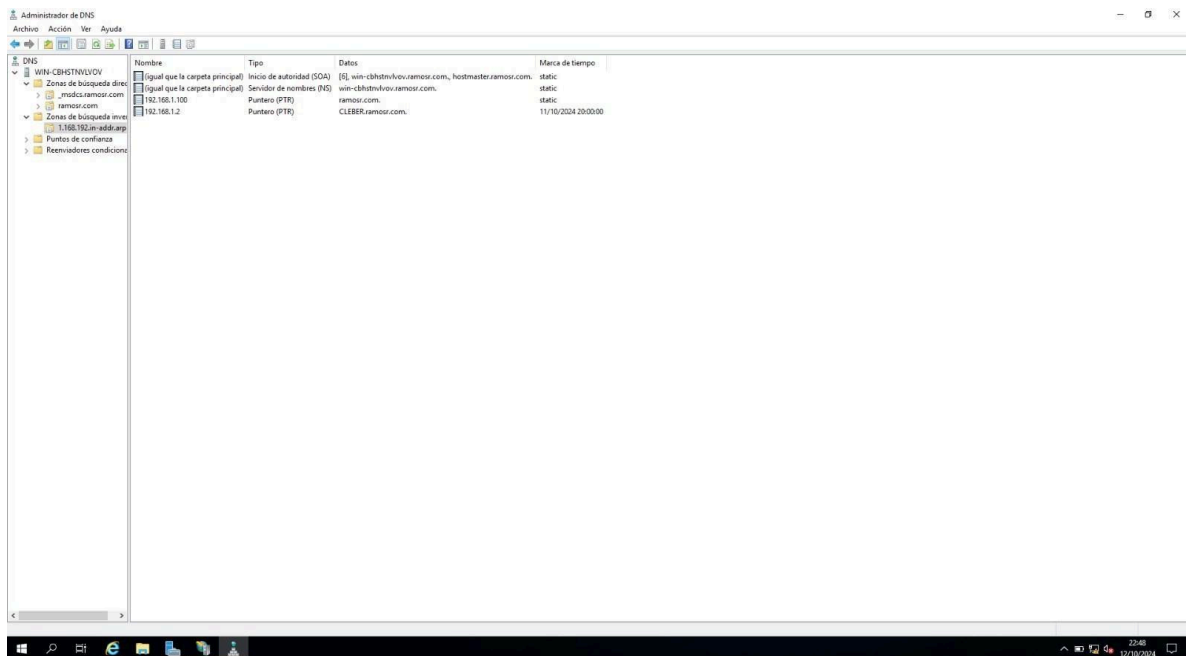 Administrador de DNS
Archivo Acción Ver Ayuda
DNS
WIN-CBHSTNVLVOV
Zonas de búsqueda direc
_msdcs.ramosr.com
ramosr.com
Zonas de búsqueda inver
1.168.192.in-addr.arp
Puntos de confianza
Reenviadores condiciona
Nombre Tipo Datos Marca de tiempo
(igual que la carpeta principal) Inicio de autoridad (SOA) [6], win-cbhstnvlvov.ramosr.com., hostmaster.ramosr.com. static
(igual que la carpeta principal) Servidor de nombres (NS) win-cbhstnvlvov.ramosr.com. static
192.168.1.100 Puntero (PTR) ramosr.com. static
192.168.1.2 Puntero (PTR) CLEBER.ramosr.com. 11/10/2024 20:00:00
22:48
12/10/2024